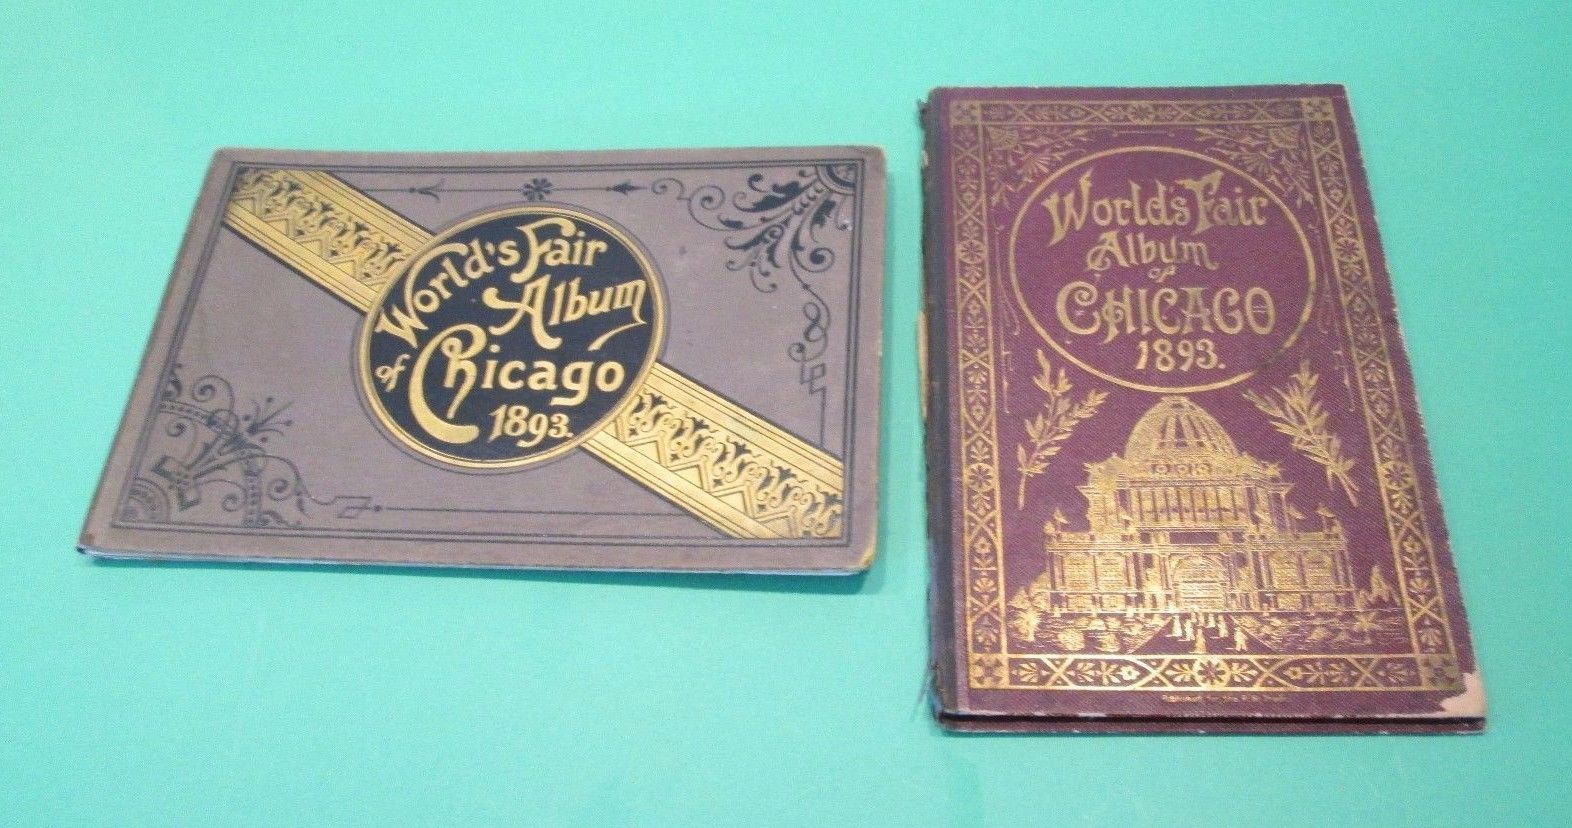 World's Fair
Album
of Chicago
1893.
World's Fair
Album
of
CHICAGO
1893.